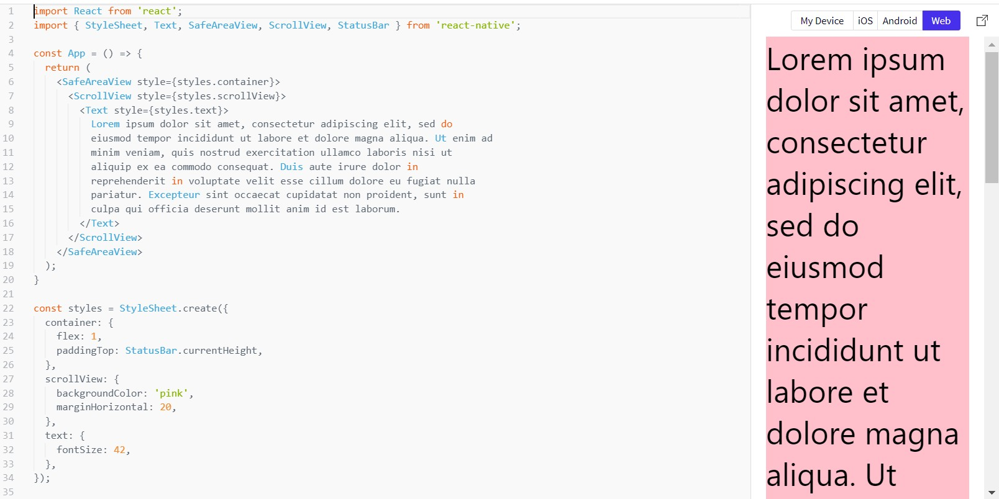 1 import React from 'react';
2 import { StyleSheet, Text, SafeAreaView, ScrollView, StatusBar } from 'react-native';
3
4 const App = () => {
5   return (
6     <SafeAreaView style={styles.container}>
7       <ScrollView style={styles.scrollView}>
8         <Text style={styles.text}>
9           Lorem ipsum dolor sit amet, consectetur adipiscing elit, sed do
10          eiusmod tempor incididunt ut labore et dolore magna aliqua. Ut enim ad
11          minim veniam, quis nostrud exercitation ullamco laboris nisi ut
12          aliquip ex ea commodo consequat. Duis aute irure dolor in
13          reprehenderit in voluptate velit esse cillum dolore eu fugiat nulla
14          pariatur. Excepteur sint occaecat cupidatat non proident, sunt in
15          culpa qui officia deserunt mollit anim id est laborum.
16        </Text>
17      </ScrollView>
18    </SafeAreaView>
19  );
20 }
21
22 const styles = StyleSheet.create({
23   container: {
24     flex: 1,
25     paddingTop: StatusBar.currentHeight,
26   },
27   scrollView: {
28     backgroundColor: 'pink',
29     marginHorizontal: 20,
30   },
31   text: {
32     fontSize: 42,
33   },
34 });
35
My Device iOS Android Web
Lorem ipsum
dolor sit amet,
consectetur
adipiscing elit,
sed do
eiusmod
tempor
incididunt ut
labore et
dolore magna
aliqua. Ut